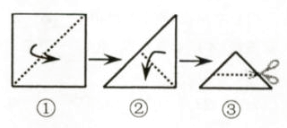 ① ② ③